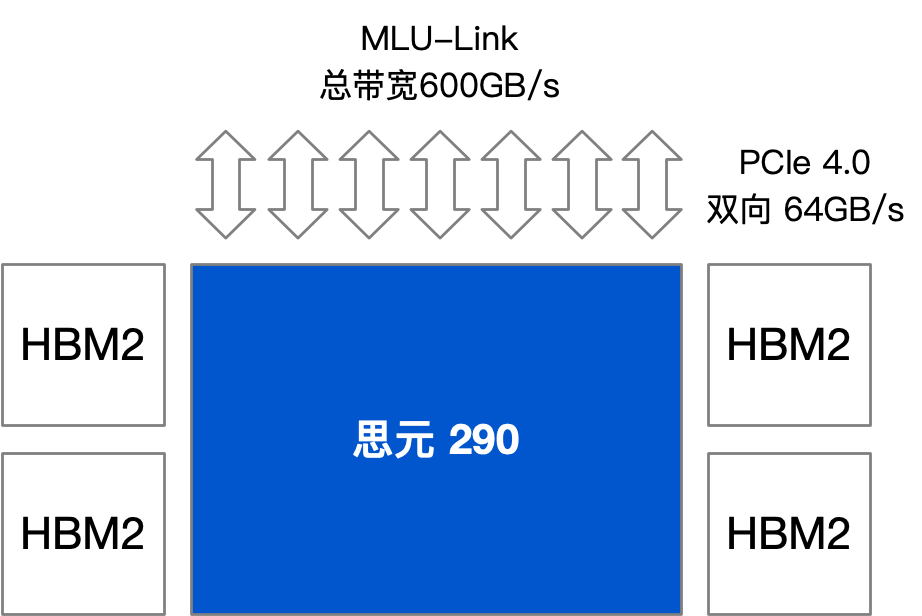 MLU-Link
总带宽600GB/s
PCIe 4.0
双向 64GB/s
HBM2
HBM2
思元 290
HBM2
HBM2